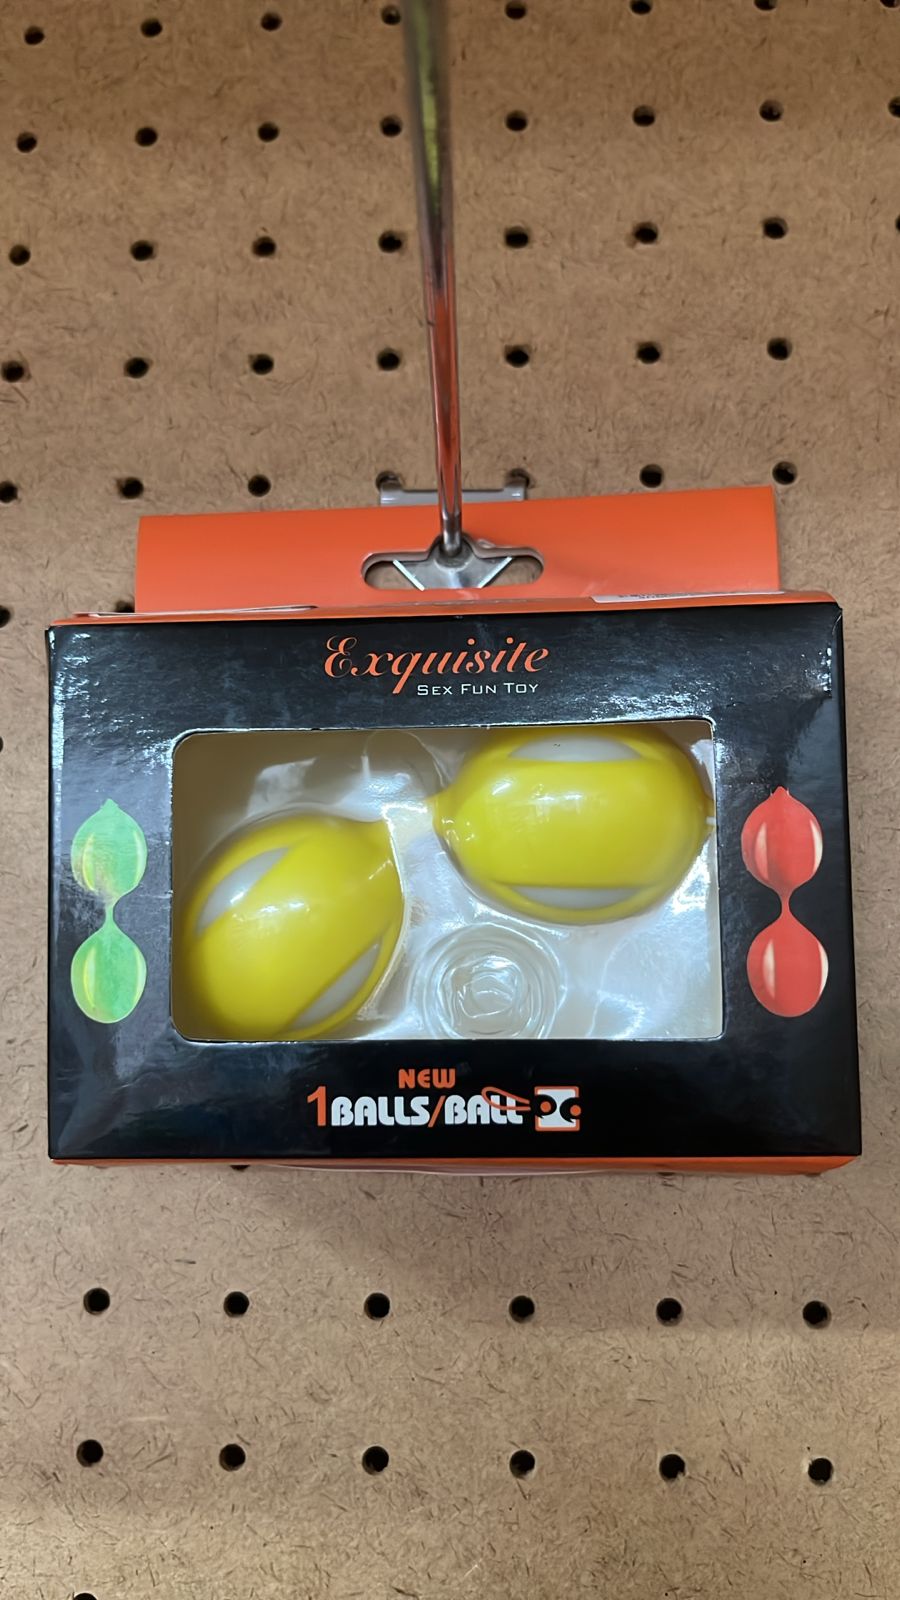 Exquisite
SEX FUN TOY
NEW
1BALLS/BALL